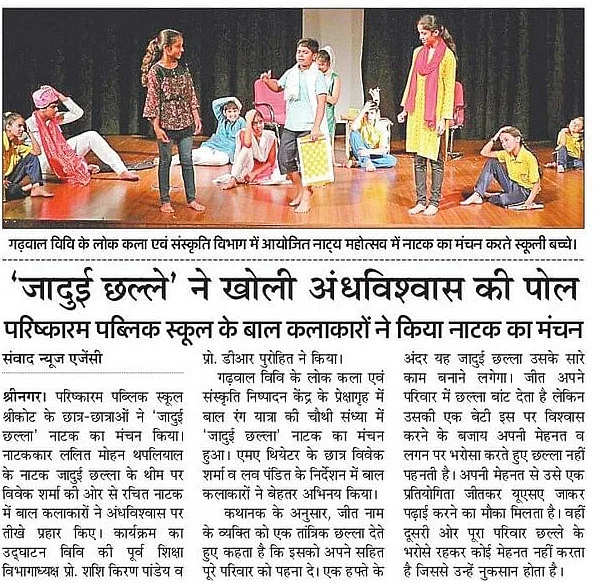 गढ़वाल विवि के लोक कला एवं संस्कृति विभाग में आयोजित नाट्य महोत्सव में नाटक का मंचन करते स्कूली बच्चे।
‘जादुई छल्ले’ ने खोली अंधविश्वास की पोल
परिष्कारम पब्लिक स्कूल के बाल कलाकारों ने किया नाटक का मंचन
संवाद न्यूज एजेंसी
श्रीनगर। परिष्कारम पब्लिक स्कूल
श्रीकोट के छात्र-छात्राओं ने ‘जादुई
छल्ला’ नाटक का मंचन किया।
नाटककार ललित मोहन थपलियाल
के नाटक जादुई छल्ला के थीम पर
विवेक शर्मा की ओर से रचित नाटक
में बाल कलाकारों ने अंधविश्वास पर
तीखे प्रहार किए। कार्यक्रम का
उद्घाटन विवि की पूर्व शिक्षा
विभागाध्यक्ष प्रो. शशि किरण पांडेय व
प्रो. डीआर पुरोहित ने किया।
गढ़वाल विवि के लोक कला एवं
संस्कृति निष्पादन केंद्र के प्रेक्षागृह में
बाल रंग यात्रा की चौथी संध्या में
‘जादुई छल्ला’ नाटक का मंचन
हुआ। एमए थियेटर के छात्र विवेक
शर्मा व लव पंडित के निर्देशन में बाल
कलाकारों ने बेहतर अभिनय किया।
कथानक के अनुसार, जीत नाम
के व्यक्ति को एक तांत्रिक छल्ला देते
हुए कहता है कि इसको अपने सहित
पूरे परिवार को पहना दे। एक हफ्ते के
अंदर यह जादुई छल्ला उसके सारे
काम बनाने लगेगा। जीत अपने
परिवार में छल्ला बांट देता है लेकिन
उसकी एक बेटी इस पर विश्वास
करने के बजाय अपनी मेहनत व
लगन पर भरोसा करते हुए छल्ला नहीं
पहनती है। अपनी मेहनत से उसे एक
प्रतियोगिता जीतकर यूएसए जाकर
पढ़ाई करने का मौका मिलता है। वहीं
दूसरी ओर पूरा परिवार छल्ले के
भरोसे रहकर कोई मेहनत नहीं करता
है जिससे उन्हें नुकसान होता है।